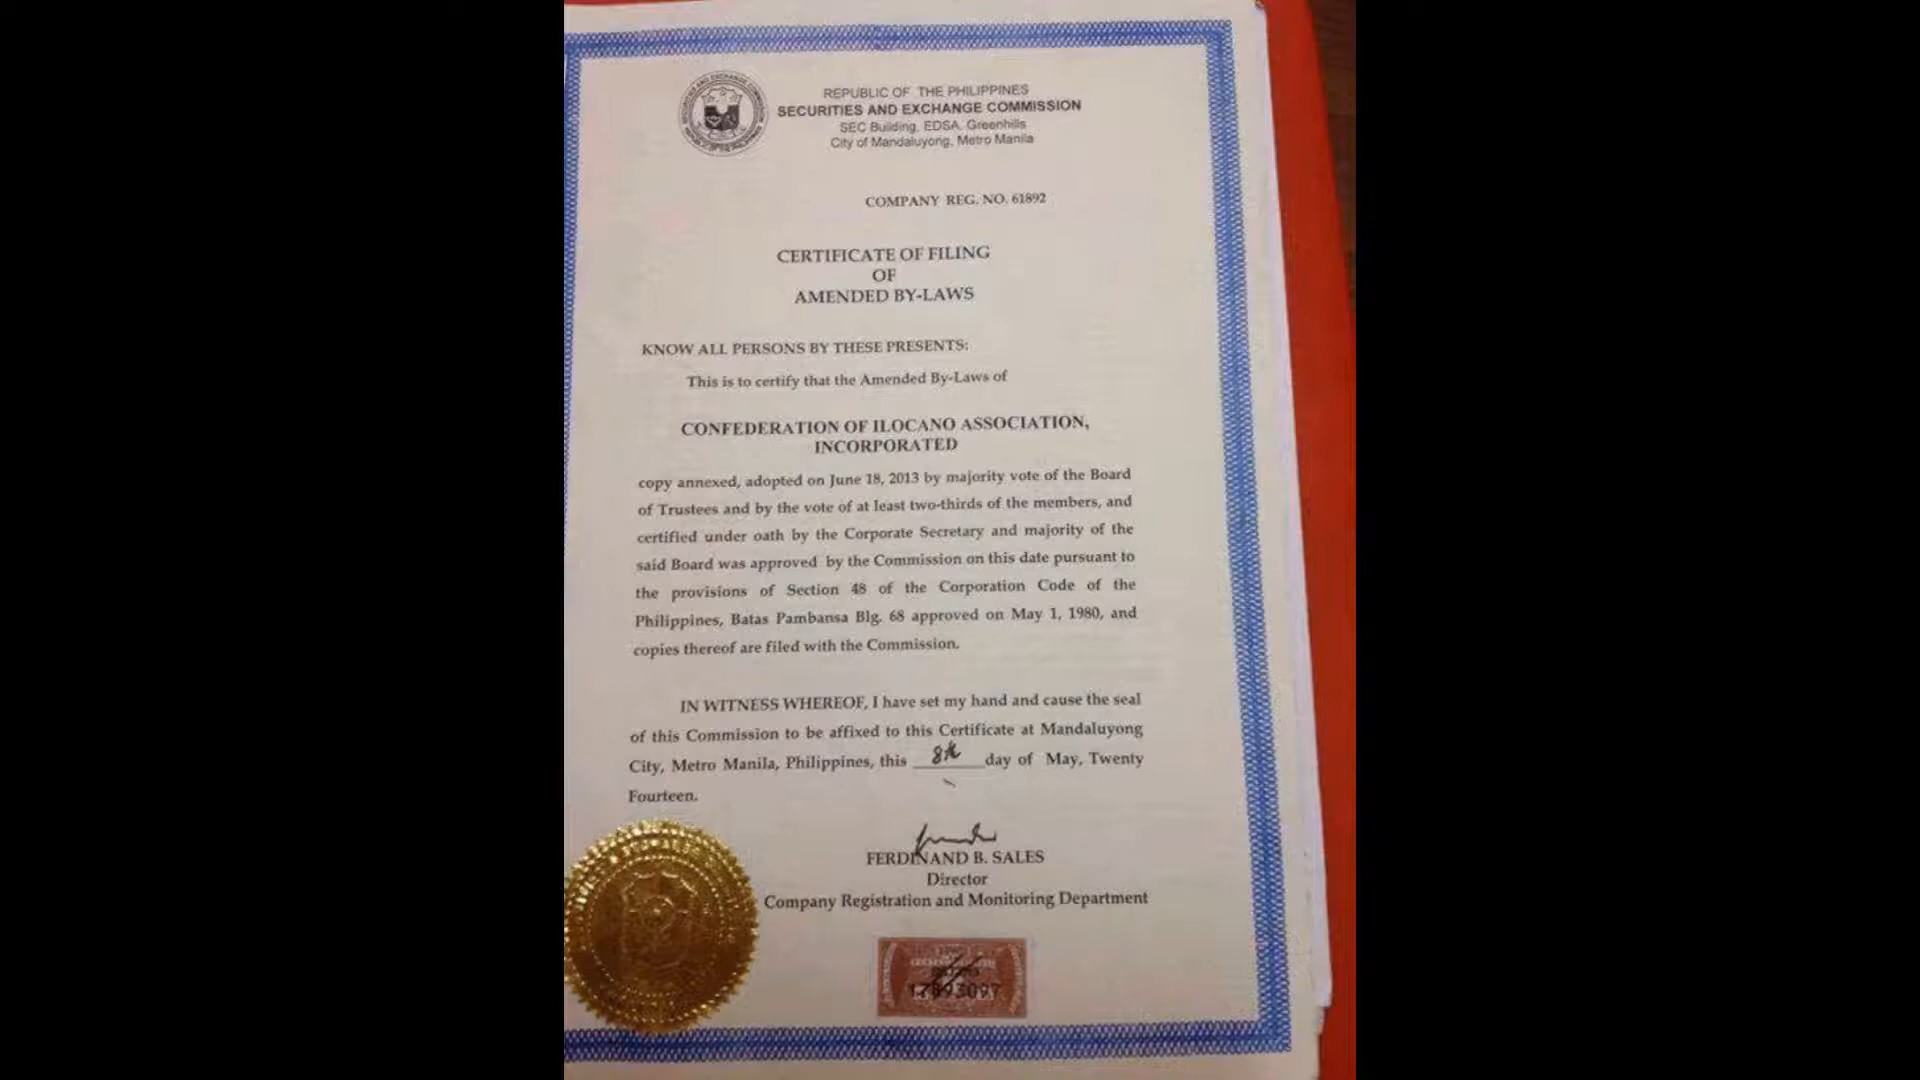 REPUBLIC OF THE PHILIPPINES
SECURITIES AND EXCHANGE COMMISSION
SEC Building, EDSA, Greenhills
City of Mandaluyong, Metro Manila
COMPANY REG. NO. 61892
CERTIFICATE OF FILING
OF
AMENDED BY-LAWS
KNOW ALL PERSONS BY THESE PRESENTS:
This is to certify that the Amended By-Laws of
CONFEDERATION OF ILOCANO ASSOCIATION,
INCORPORATED
copy annexed, adopted on June 18, 2013 by majority vote of the Board
of Trustees and by the vote of at least two-thirds of the members, and
certified under oath by the Corporate Secretary and majority of the
said Board was approved by the Commission on this date pursuant to
the provisions of Section 48 of the Corporation Code of the
Philippines, Batas Pambansa Blg. 68 approved on May 1, 1980, and
copies thereof are filed with the Commission.
IN WITNESS WHEREOF, I have set my hand and cause the seal
of this Commission to be affixed to this Certificate at Mandaluyong
City, Metro Manila, Philippines, this 8th day of May, Twenty
Fourteen.
FERDINAND B. SALES
Director
Company Registration and Monitoring Department
17893097